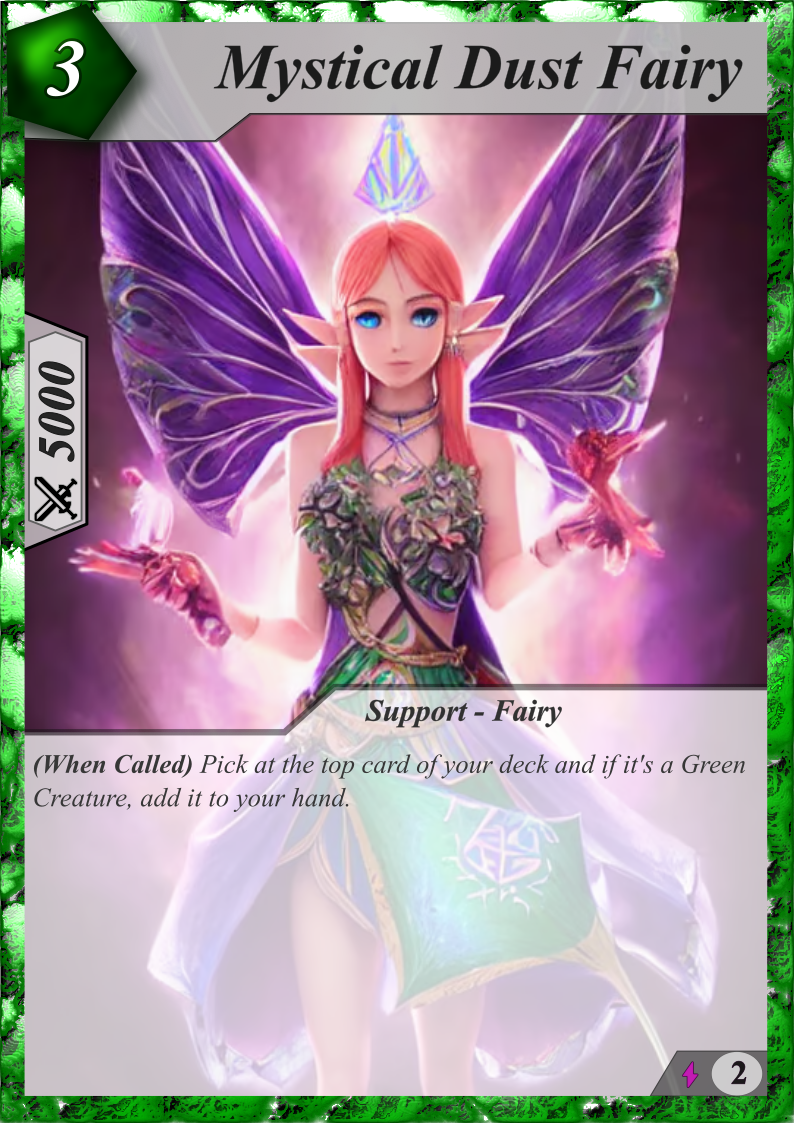 3
Mystical Dust Fairy
5000
Support - Fairy
(When Called) Pick at the top card of your deck and if it's a Green
Creature, add it to your hand.
2